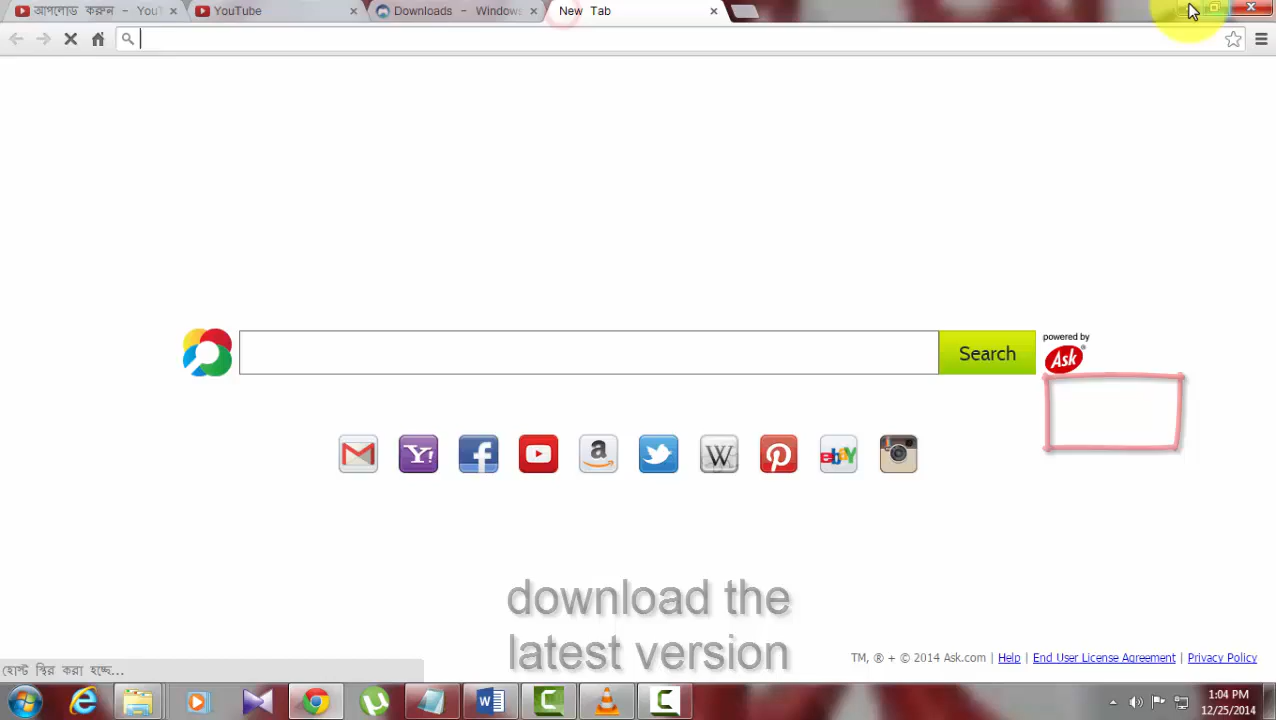 আপলোড করুন - YouT
YouTube
Downloads - Windows
New Tab
Search
powered by
Ask
download the
latest version
TM, ® + © 2014 Ask.com | Help | End User License Agreement | Privacy Policy
হোস্ট স্থির করা হচ্ছে...
1:04 PM
12/25/2014